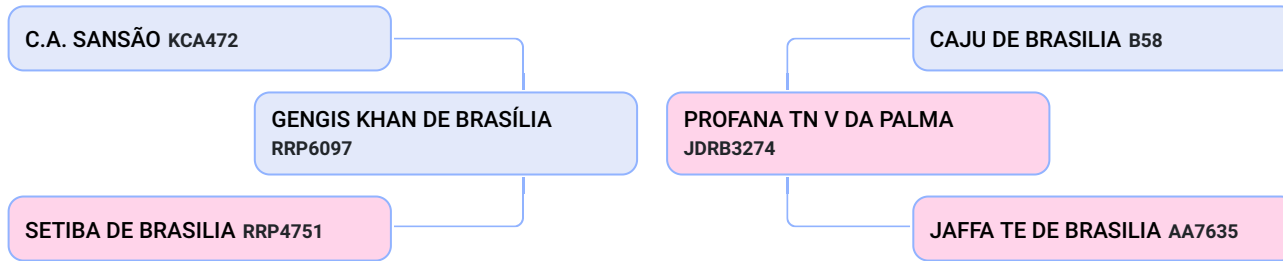 C.A. SANSÃO KCA472
CAJU DE BRASILIA B58
GENGIS KHAN DE BRASÍLIA
RRP6097
PROFANA TN V DA PALMA
JDRB3274
SETIBA DE BRASILIA RRP4751
JAFFA TE DE BRASILIA AA7635